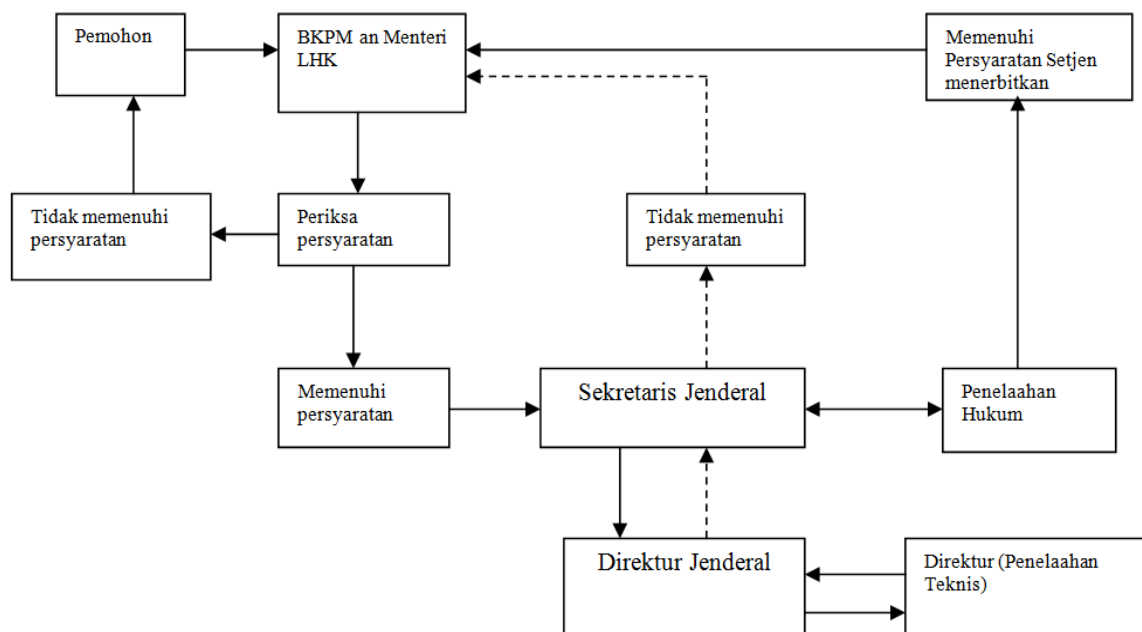 Pemohon
BKPM an Menteri
LHK
Memenuhi
Persyaratan Setjen
menerbitkan
Tidak memenuhi
persyaratan
Periksa
persyaratan
Tidak memenuhi
persyaratan
Memenuhi
persyaratan
Sekretaris Jenderal
Penelaahan
Hukum
Direktur Jenderal
Direktur (Penelaahan
Teknis)